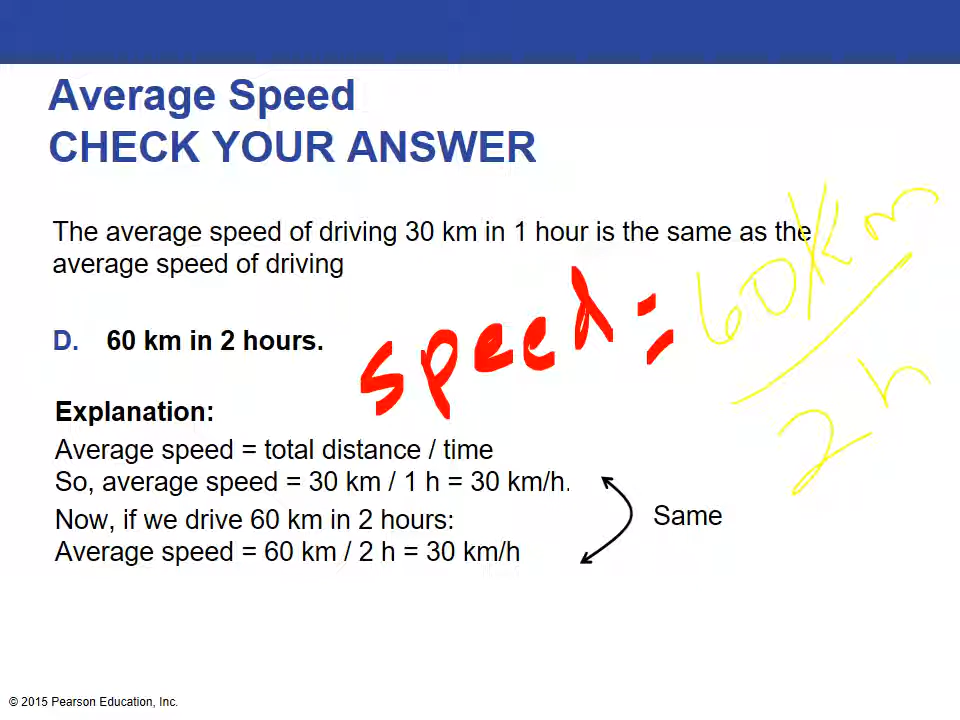 Average Speed
CHECK YOUR ANSWER
The average speed of driving 30 km in 1 hour is the same as the
average speed of driving
D. 60 km in 2 hours.
speed = 60 km / 2 h
Explanation:
Average speed = total distance / time
So, average speed = 30 km / 1 h = 30 km/h.
Now, if we drive 60 km in 2 hours:
Average speed = 60 km / 2 h = 30 km/h
Same
© 2015 Pearson Education, Inc.